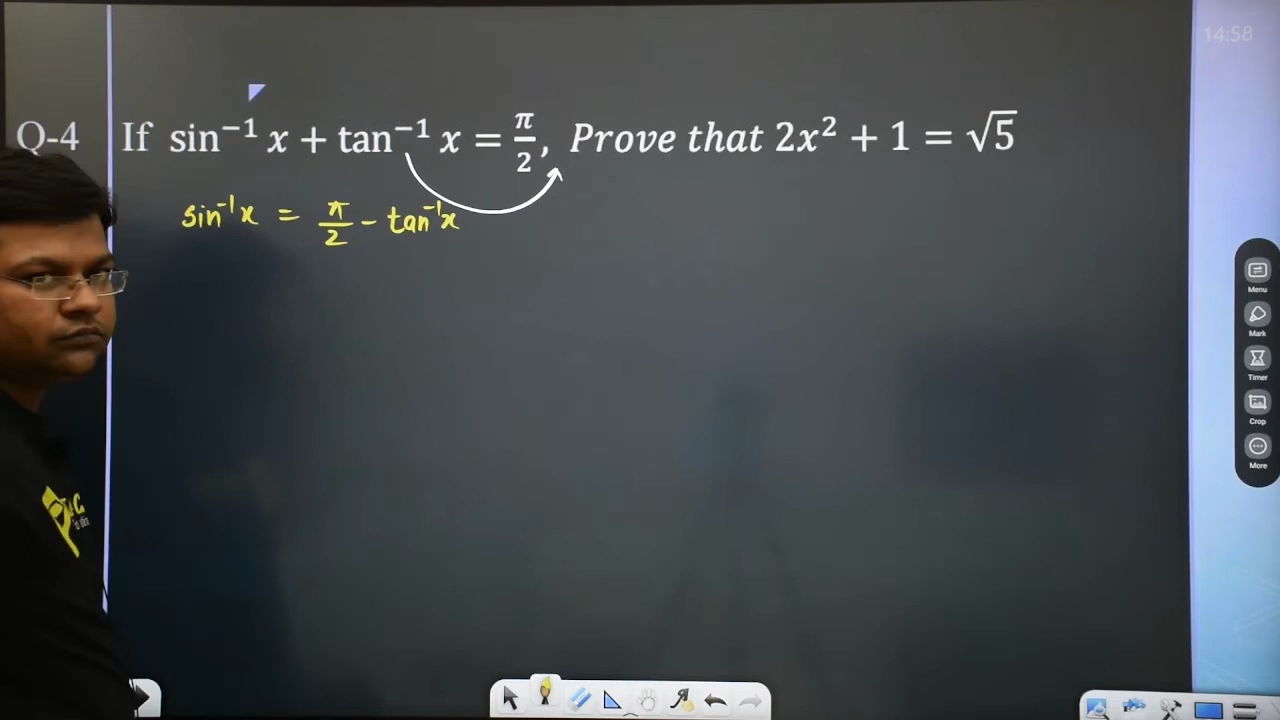 14:58
Q-4 If sin⁻¹ x + tan⁻¹ x = π/2, Prove that 2x² + 1 = √5
sin⁻¹x = π/2 - tan⁻¹x
Menu
Mark
Timer
Crop
More